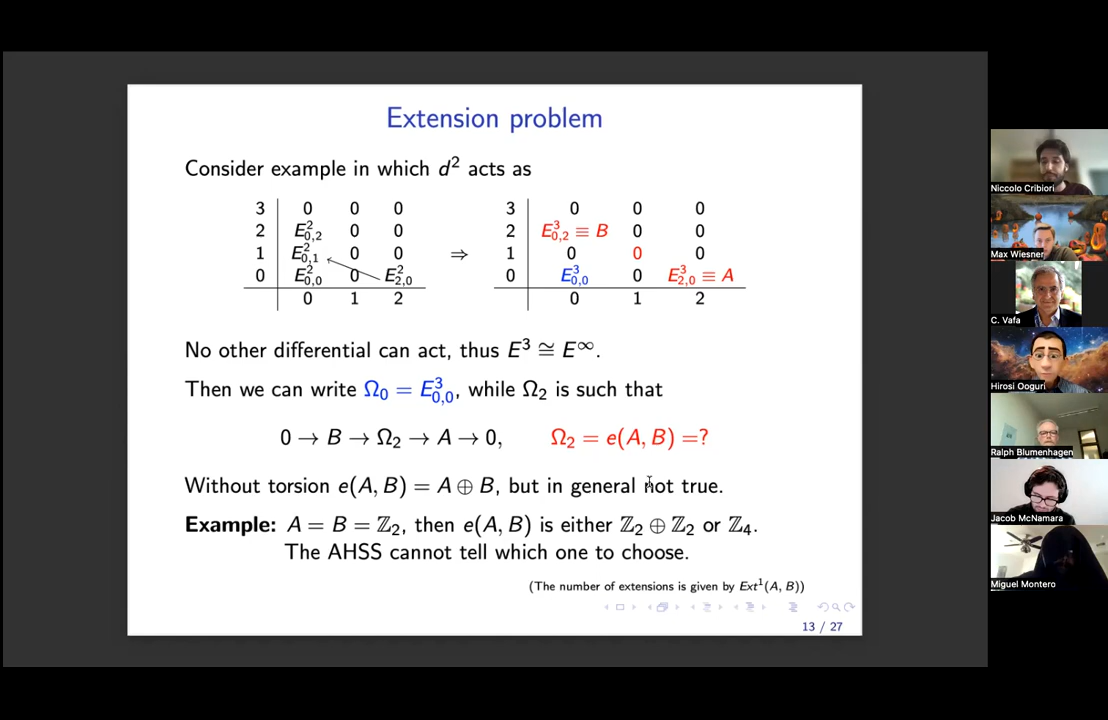 Extension problem
Consider example in which d² acts as
3 0 0 0 3 0 0 0
2 E²₀,₂ 0 0 2 E³₀,₂ ≡ B 0 0
1 E²₀,₁ 0 0 ⇒ 1 0 0 0
0 E²₀,₀ 0 E²₂,₀ 0 E³₀,₀ 0 E³₂,₀ ≡ A
0 1 2 0 1 2
No other differential can act, thus E³ ≅ E^∞.
Then we can write Ω₀ = E³₀,₀, while Ω₂ is such that
0 → B → Ω₂ → A → 0, Ω₂ = e(A, B) =?
Without torsion e(A, B) = A ⊕ B, but in general not true.
Example: A = B = ℤ₂, then e(A, B) is either ℤ₂ ⊕ ℤ₂ or ℤ₄.
The AHSS cannot tell which one to choose.
(The number of extensions is given by Ext¹(A, B))
13 / 27
Niccolo Cribiori
Max Wiesner
C. Vafa
Hirosi Ooguri
Ralph Blumenhagen
Jacob McNamara
Miguel Montero